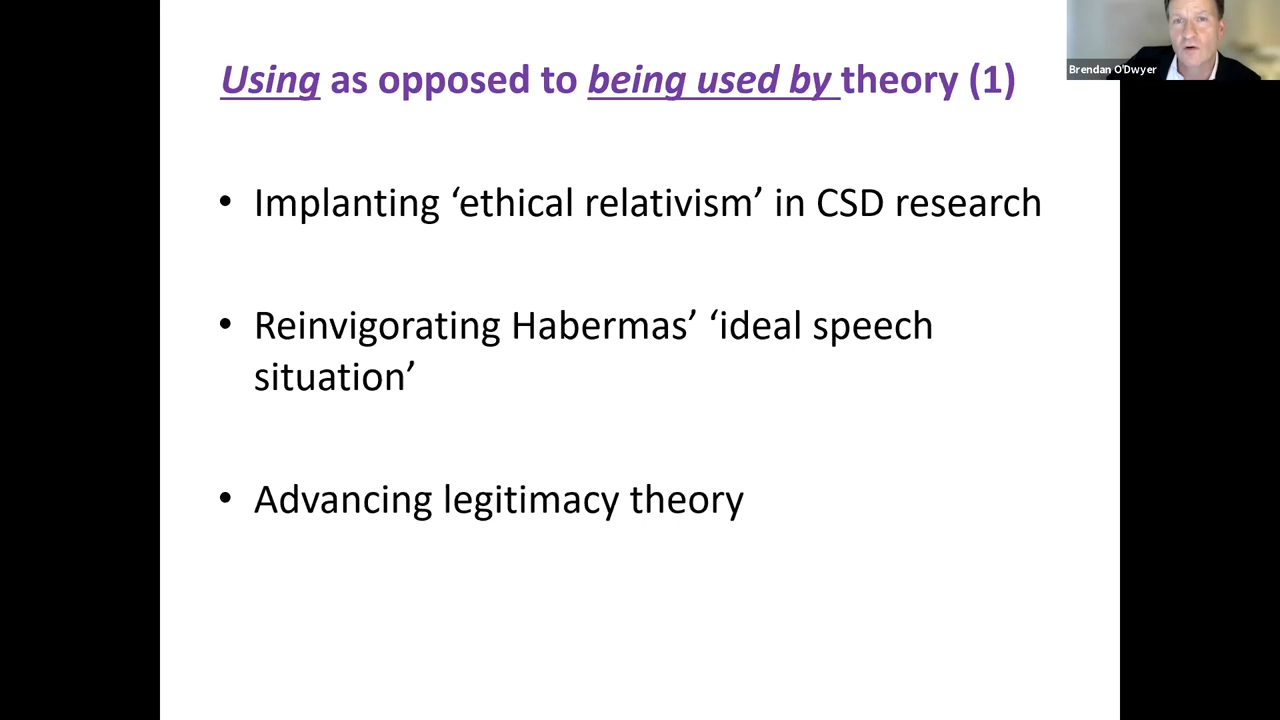 Using as opposed to being used by theory (1)
Brendan O'Dwyer
• Implanting ‘ethical relativism’ in CSD research
• Reinvigorating Habermas’ ‘ideal speech
situation’
• Advancing legitimacy theory